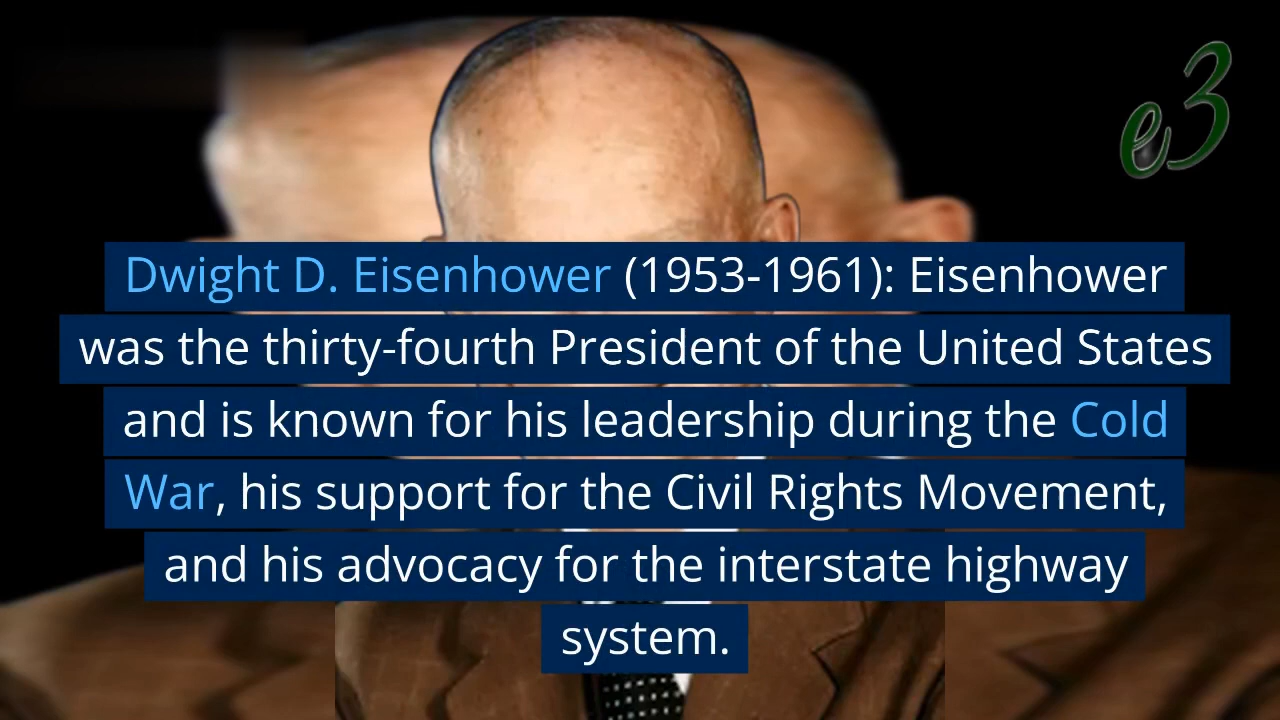 e3
Dwight D. Eisenhower (1953-1961): Eisenhower
was the thirty-fourth President of the United States
and is known for his leadership during the Cold
War, his support for the Civil Rights Movement,
and his advocacy for the interstate highway
system.